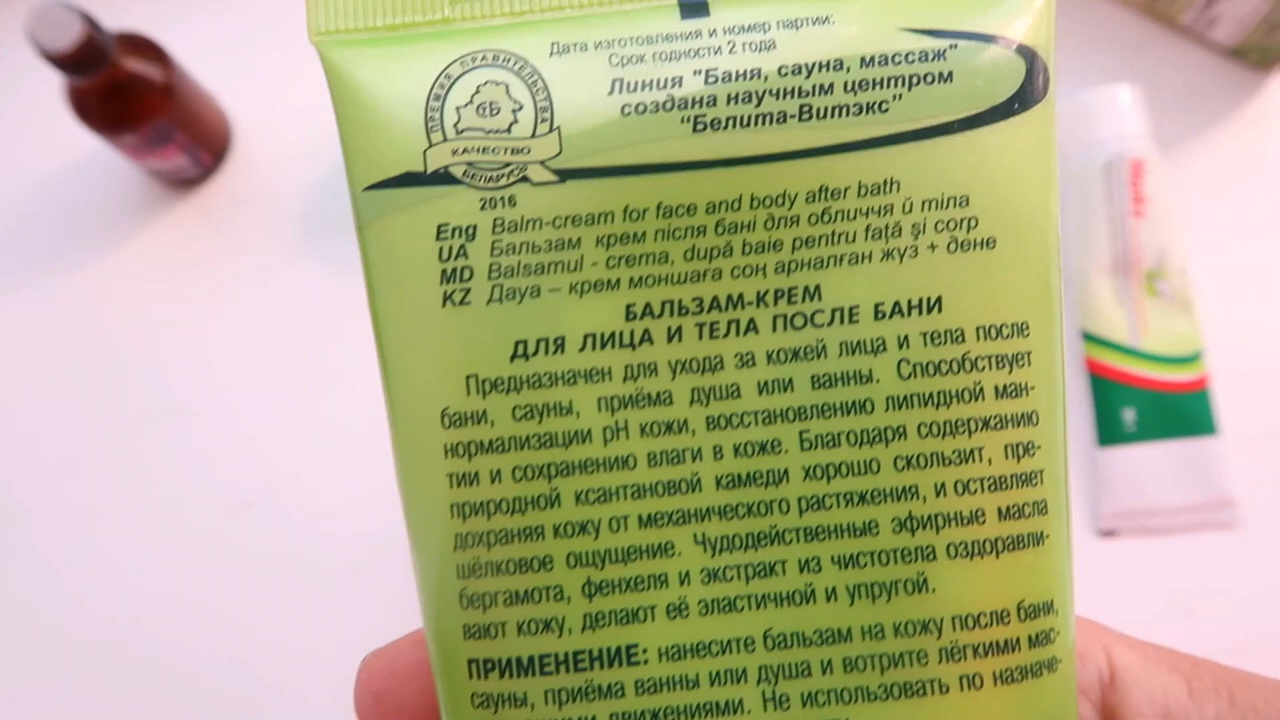 Дата изготовления и номер партии:
Срок годности 2 года
Линия "Баня, сауна, массаж"
создана научным центром
“Белита-Витэкс”
ПРЕМИЯ ПРАВИТЕЛЬСТВА
СТБ
КАЧЕСТВО
БЕЛАРУСЬ
2016
Eng Balm-cream for face and body after bath
UA Бальзам крем після бані для обличчя й тіла
MD Balsamul - crema, după baie pentru faţă şi corp
KZ Дауа – крем моншаға соң арналған жүз + дене
БАЛЬЗАМ-КРЕМ
ДЛЯ ЛИЦА И ТЕЛА ПОСЛЕ БАНИ
Предназначен для ухода за кожей лица и тела после
бани, сауны, приёма душа или ванны. Способствует
нормализации pH кожи, восстановлению липидной ман-
тии и сохранению влаги в коже. Благодаря содержанию
природной ксантановой камеди хорошо скользит, пре-
дохраняя кожу от механического растяжения, и оставляет
шёлковое ощущение. Чудодейственные эфирные масла
бергамота, фенхеля и экстракт из чистотела оздоравли-
вают кожу, делают её эластичной и упругой.
ПРИМЕНЕНИЕ: нанесите бальзам на кожу после бани,
сауны, приёма ванны или душа и вотрите лёгкими мас-
движениями. Не использовать по назначе-